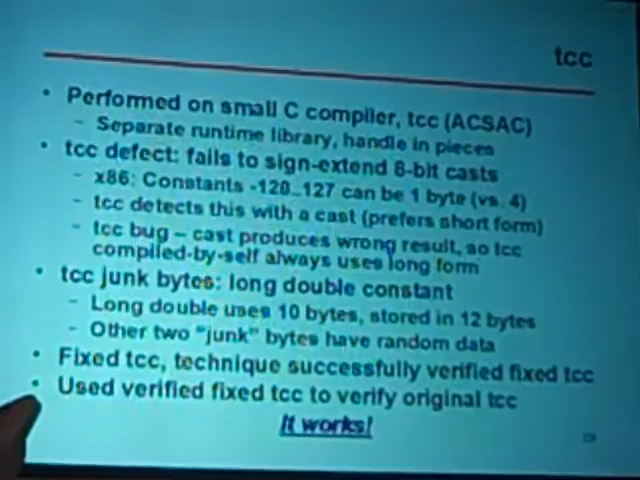 tcc
• Performed on small C compiler, tcc (ACSAC)
– Separate runtime library, handle in pieces
• tcc defect: fails to sign-extend 8-bit casts
– x86: Constants -120..127 can be 1 byte (vs. 4)
– tcc detects this with a cast (prefers short form)
– tcc bug – cast produces wrong result, so tcc
compiled-by-self always uses long form
• tcc junk bytes: long double constant
– Long double uses 10 bytes, stored in 12 bytes
– Other two "junk" bytes have random data
• Fixed tcc, technique successfully verified fixed tcc
• Used verified fixed tcc to verify original tcc
It works!